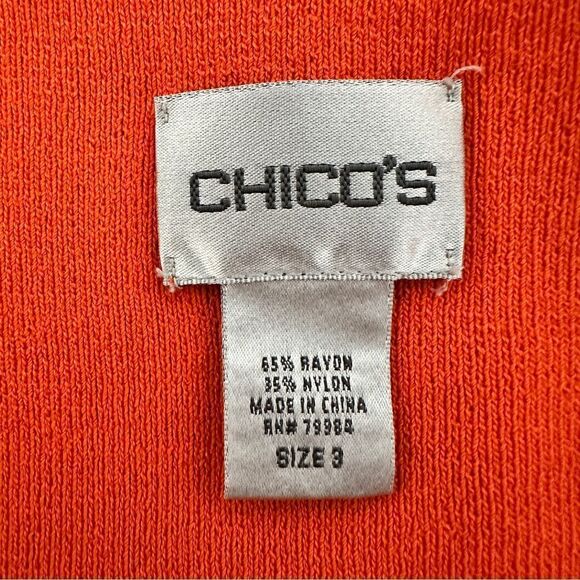 CHICO'S
65% RAYON
35% NYLON
MADE IN CHINA
RN# 79984
SIZE 3